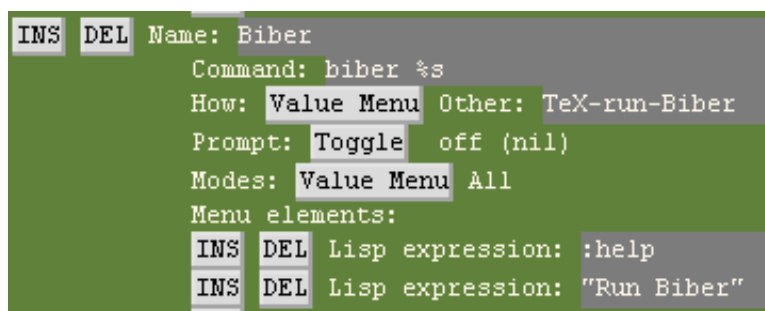 INS DEL Name: Biber
Command: biber %s
How: Value Menu Other: TeX-run-Biber
Prompt: Toggle off (nil)
Modes: Value Menu All
Menu elements:
INS DEL Lisp expression: :help
INS DEL Lisp expression: "Run Biber"